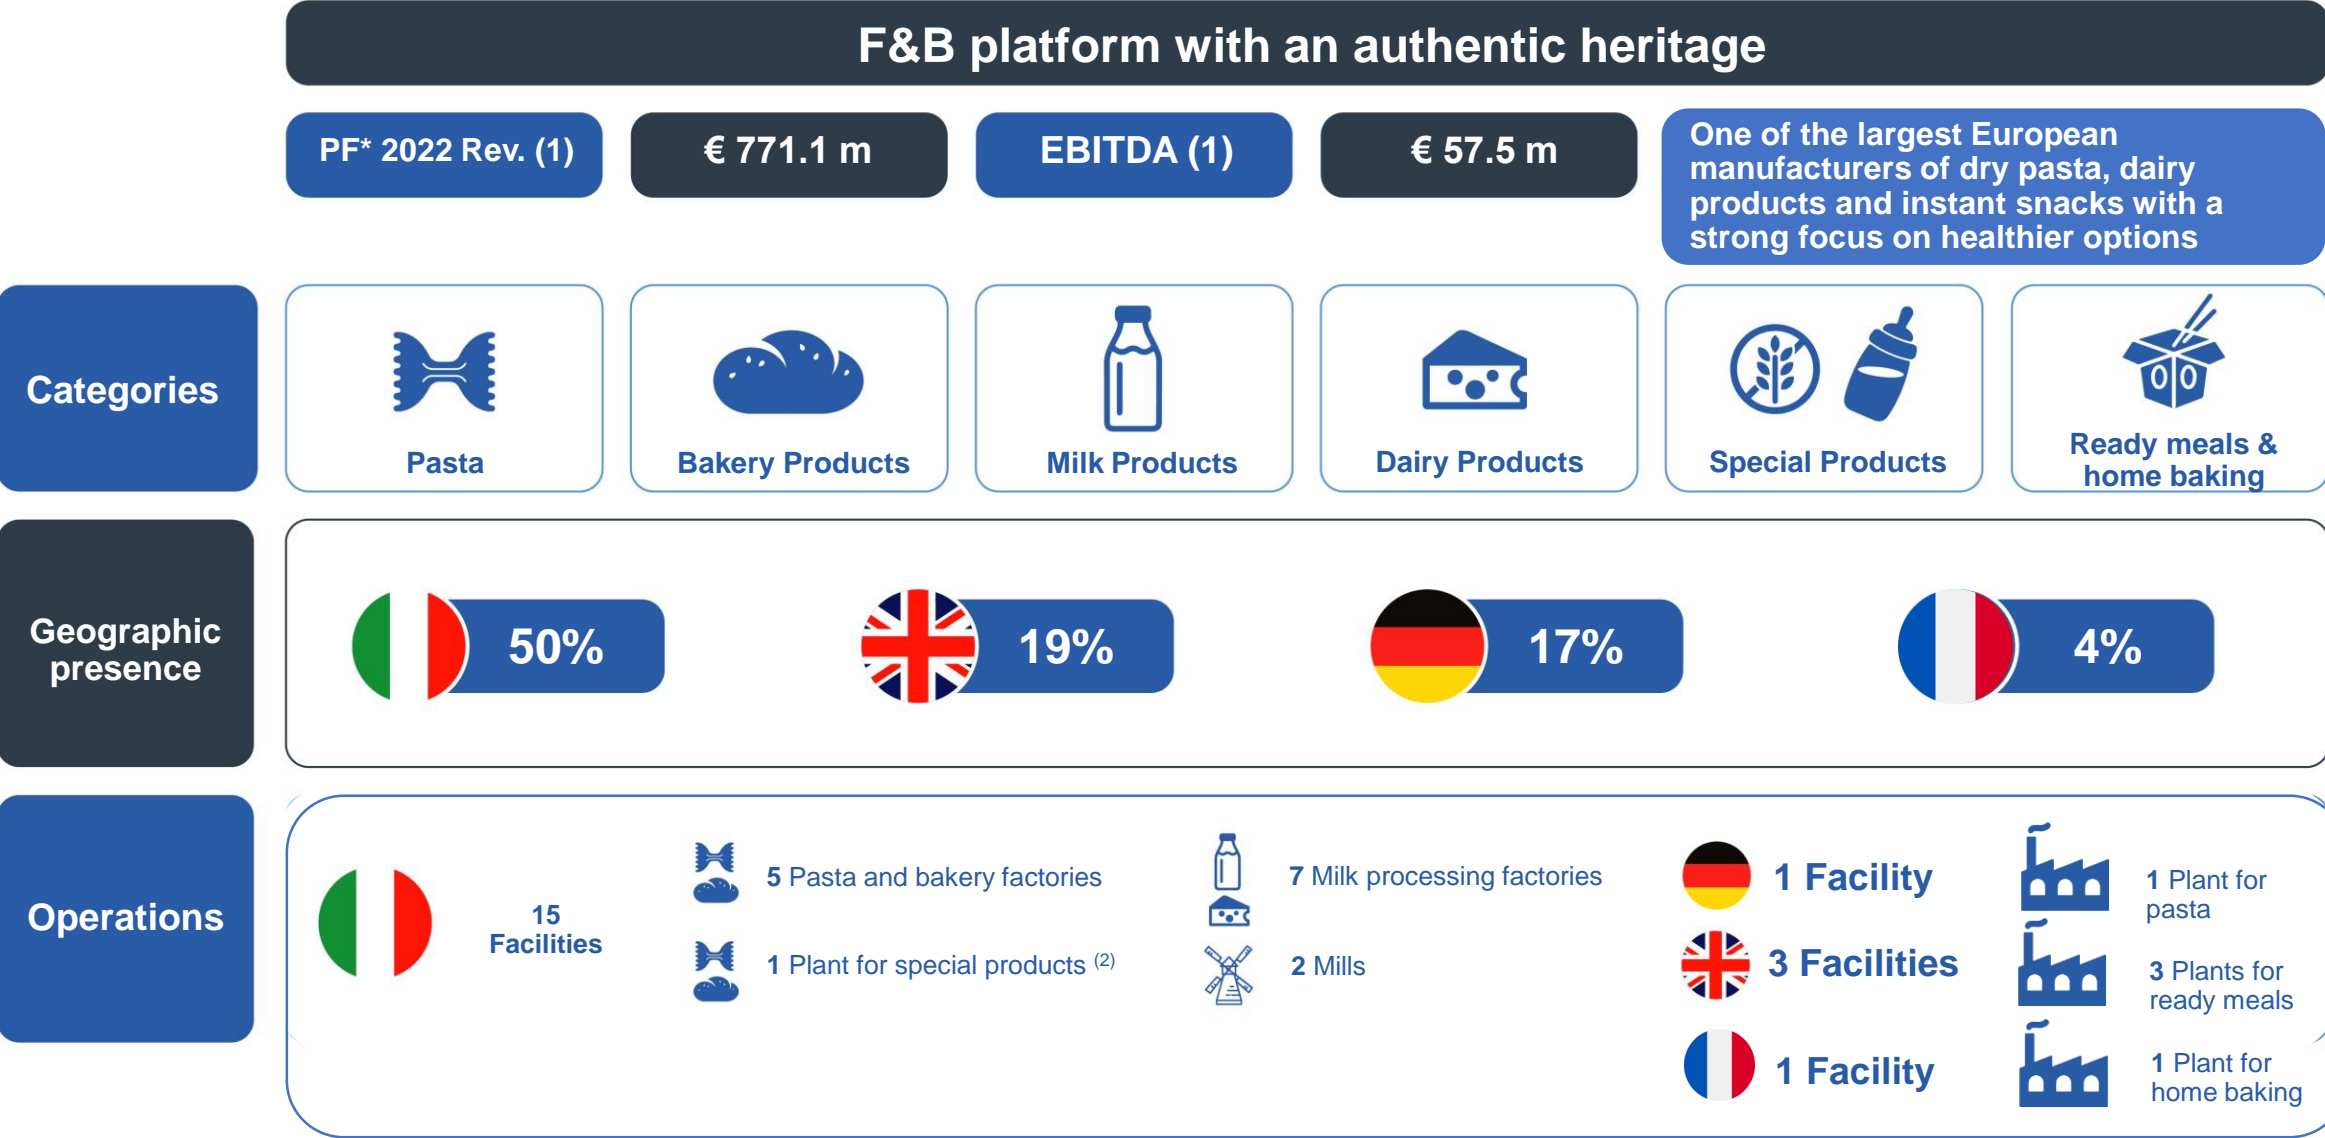 F&B platform with an authentic heritage
PF* 2022 Rev. (1)
€ 771.1 m
EBITDA (1)
€ 57.5 m
One of the largest European
manufacturers of dry pasta, dairy
products and instant snacks with a
strong focus on healthier options
Categories
Pasta
Bakery Products
Milk Products
Dairy Products
Special Products
Ready meals &
home baking
Geographic
presence
50%
19%
17%
4%
Operations
15
Facilities
5 Pasta and bakery factories
1 Plant for special products (2)
7 Milk processing factories
2 Mills
1 Facility
1 Plant for
pasta
3 Facilities
3 Plants for
ready meals
1 Facility
1 Plant for
home baking